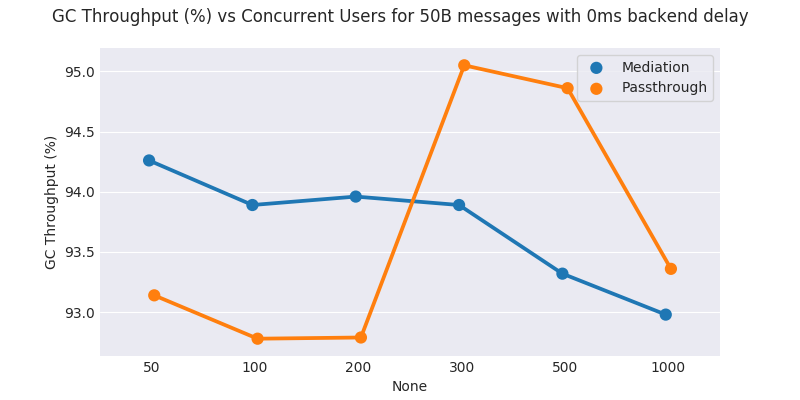 GC Throughput (%) vs Concurrent Users for 50B messages with 0ms backend delay
Mediation
Passthrough
GC Throughput (%)
95.0
94.5
94.0
93.5
93.0
50 100 200 300 500 1000
None